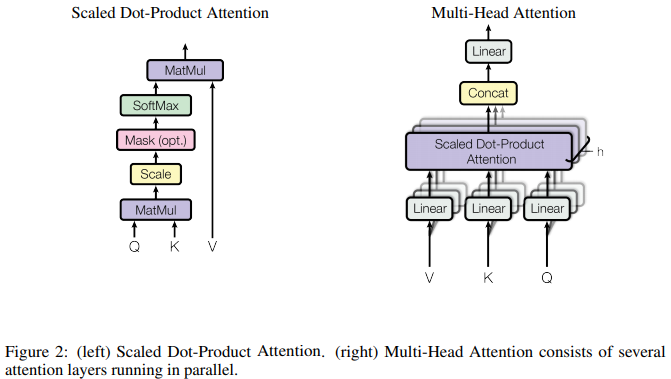 Scaled Dot-Product Attention
MatMul
SoftMax
Mask (opt.)
Scale
MatMul
Q K V
Multi-Head Attention
Linear
Concat
Scaled Dot-Product
Attention
h
Linear Linear Linear
V K Q
Figure 2: (left) Scaled Dot-Product Attention. (right) Multi-Head Attention consists of several
attention layers running in parallel.